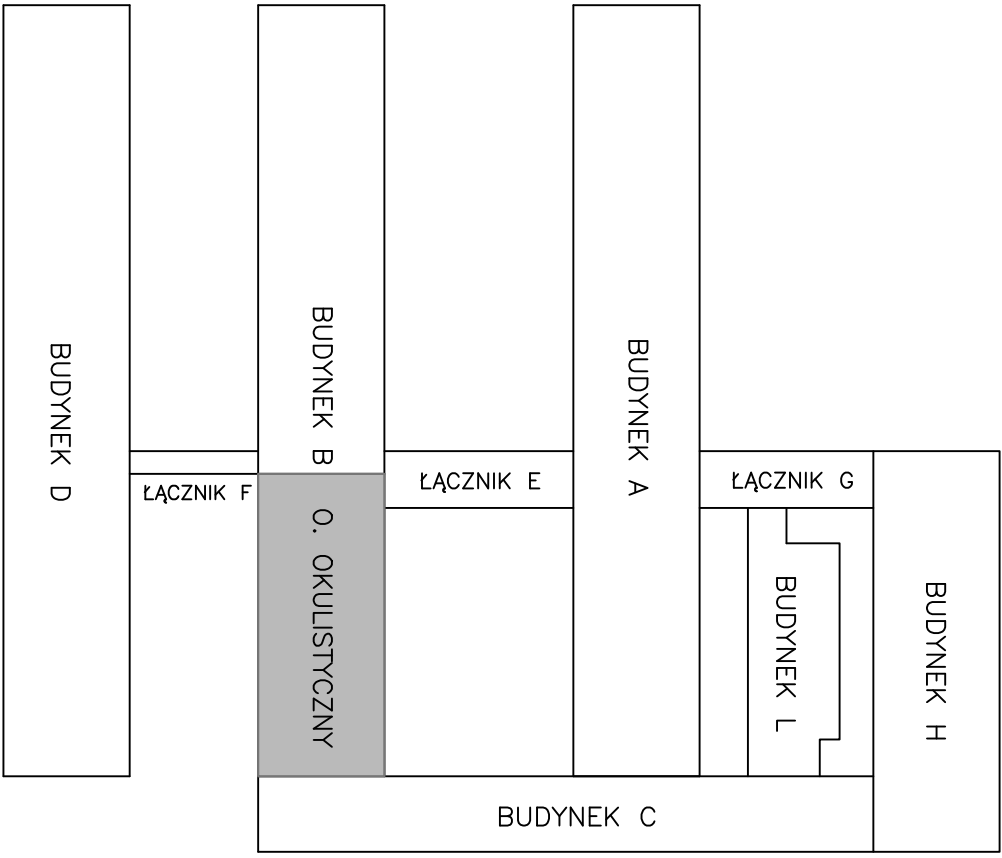 BUDYNEK D
ŁĄCZNIK F
BUDYNEK B
O. OKULISTYCZNY
ŁĄCZNIK E
BUDYNEK A
ŁĄCZNIK G
BUDYNEK L
BUDYNEK H
BUDYNEK C